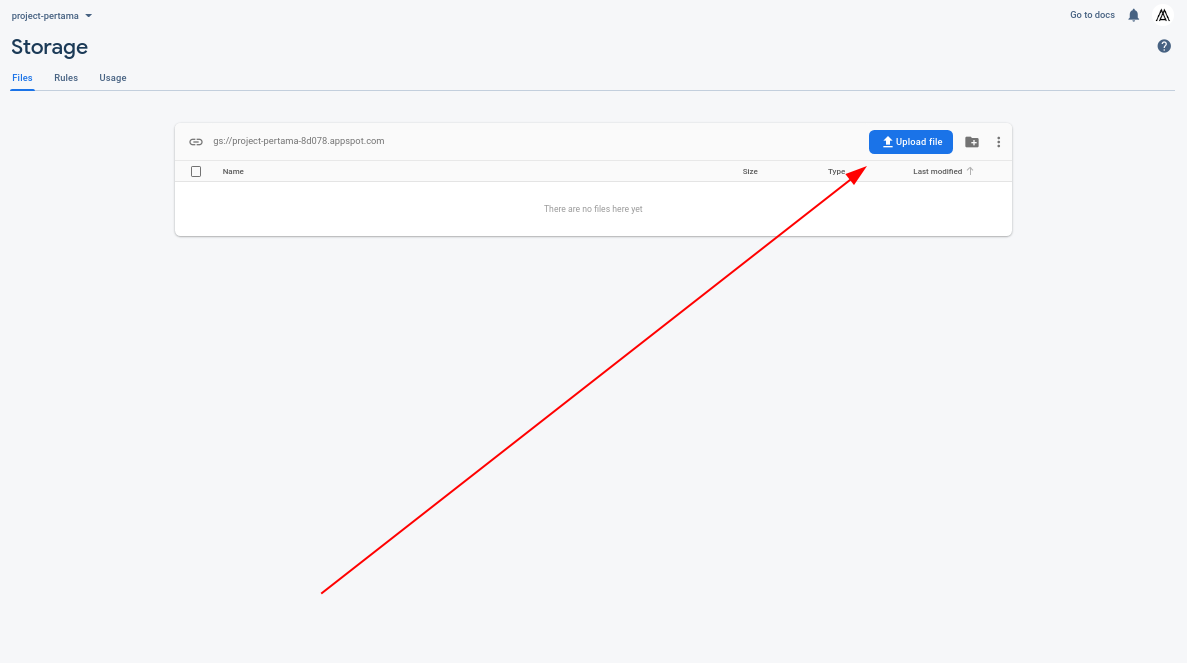 project-pertama
Go to docs
Storage
Files Rules Usage
gs://project-pertama-8d078.appspot.com
Upload file
Name Size Type Last modified
There are no files here yet